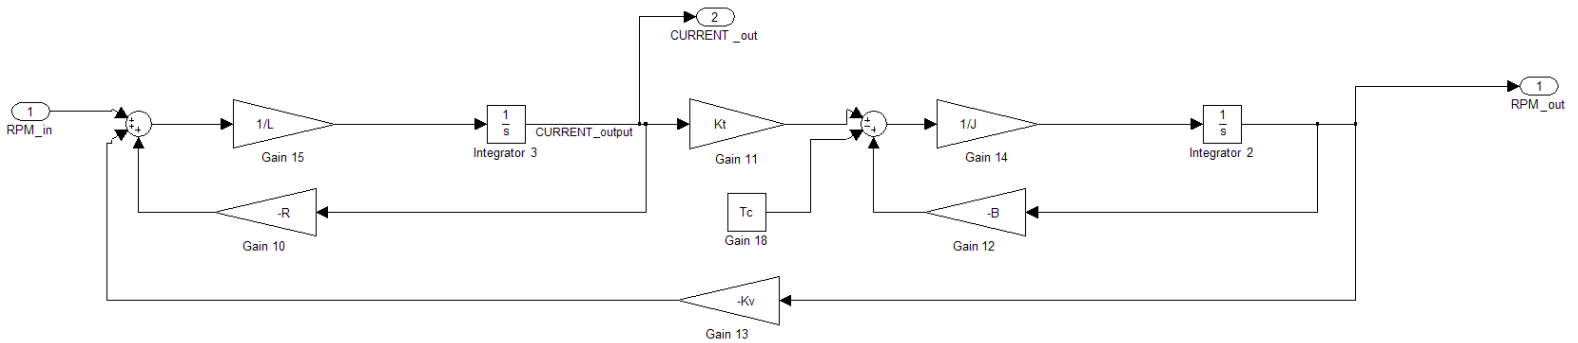 2
CURRENT _out
1
RPM_in
+
+
+
1/L
Gain 15
1
s
Integrator 3
CURRENT_output
Kt
Gain 11
+
−
+
1/J
Gain 14
1
s
Integrator 2
1
RPM_out
-R
Gain 10
Tc
Gain 18
-B
Gain 12
-Kv
Gain 13